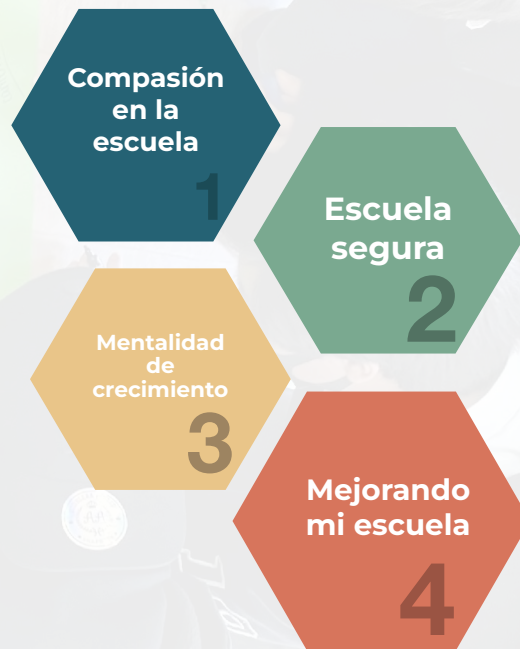 Compasión
en la
escuela
1
Escuela
segura
2
Mentalidad
de
crecimiento
3
Mejorando
mi escuela
4